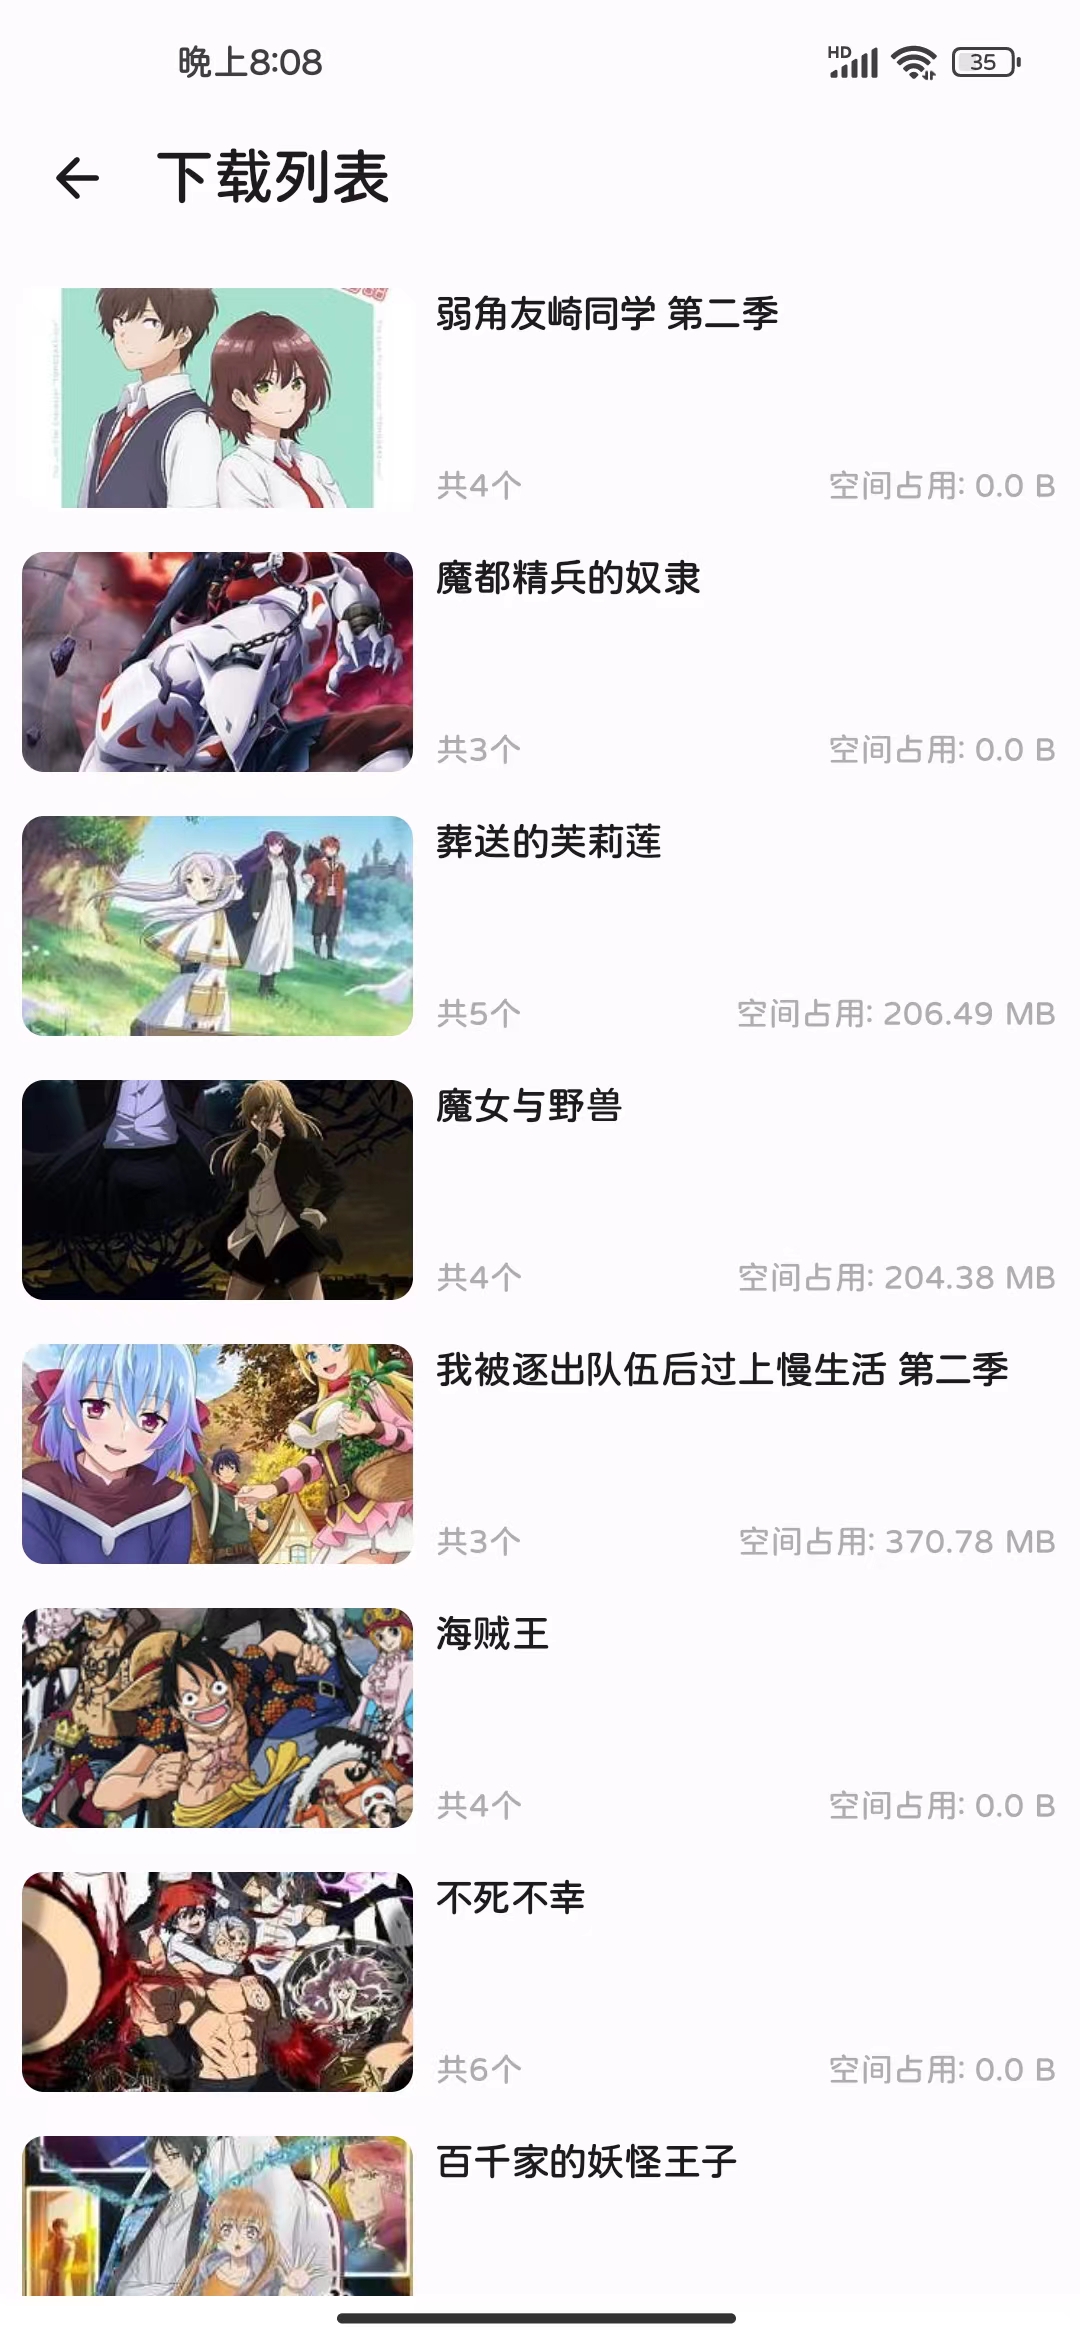 晚上8:08
HD
35
下载列表
弱角友崎同学 第二季
共4个
空间占用: 0.0 B
魔都精兵的奴隶
共3个
空间占用: 0.0 B
葬送的芙莉莲
共5个
空间占用: 206.49 MB
魔女与野兽
共4个
空间占用: 204.38 MB
我被逐出队伍后过上慢生活 第二季
共3个
空间占用: 370.78 MB
海贼王
共4个
空间占用: 0.0 B
不死不幸
共6个
空间占用: 0.0 B
百千家的妖怪王子